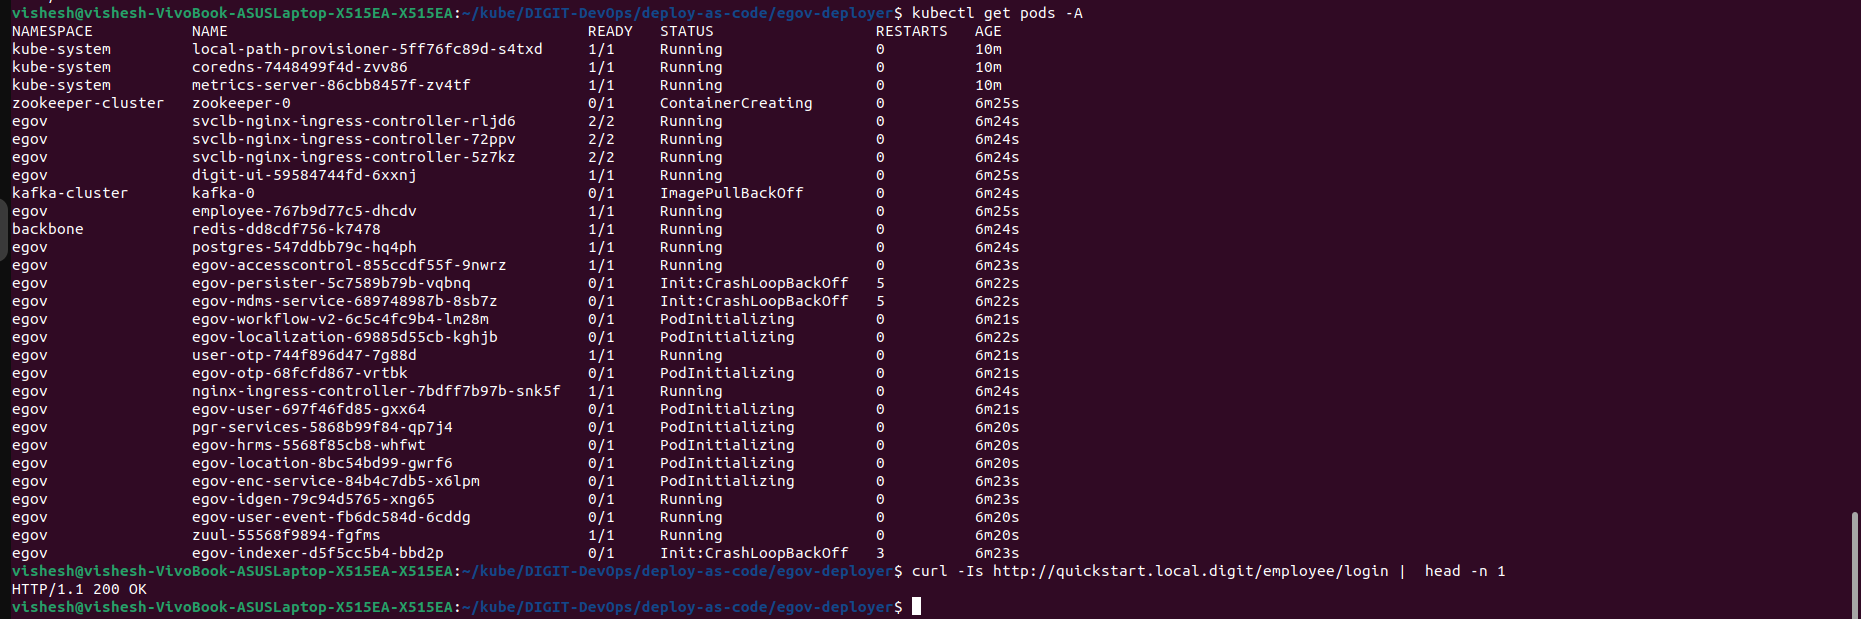 vishesh@vishesh-VivoBook-ASUSLaptop-X515EA-X515EA:~/kube/DIGIT-DevOps/deploy-as-code/egov-deployer$ kubectl get pods -A
NAMESPACE NAME READY STATUS RESTARTS AGE
kube-system local-path-provisioner-5ff76fc89d-s4txd 1/1 Running 0 10m
kube-system coredns-7448499f4d-zvv86 1/1 Running 0 10m
kube-system metrics-server-86cbb8457f-zv4tf 1/1 Running 0 10m
zookeeper-cluster zookeeper-0 0/1 ContainerCreating 0 6m25s
egov svclb-nginx-ingress-controller-rljd6 2/2 Running 0 6m24s
egov svclb-nginx-ingress-controller-72ppv 2/2 Running 0 6m24s
egov svclb-nginx-ingress-controller-5z7kz 2/2 Running 0 6m24s
egov digit-ui-59584744fd-6xxnj 1/1 Running 0 6m25s
kafka-cluster kafka-0 0/1 ImagePullBackOff 0 6m24s
egov employee-767b9d77c5-dhcdv 1/1 Running 0 6m25s
backbone redis-dd8cdf756-k7478 1/1 Running 0 6m24s
egov postgres-547ddbb79c-hq4ph 1/1 Running 0 6m24s
egov egov-accesscontrol-855ccdf55f-9nwrz 1/1 Running 0 6m23s
egov egov-persister-5c7589b79b-vqbnq 0/1 Init:CrashLoopBackOff 5 6m22s
egov egov-mdms-service-689748987b-8sb7z 0/1 Init:CrashLoopBackOff 5 6m22s
egov egov-workflow-v2-6c5c4fc9b4-lm28m 0/1 PodInitializing 0 6m21s
egov egov-localization-69885d55cb-kghjb 0/1 PodInitializing 0 6m22s
egov user-otp-744f896d47-7g88d 1/1 Running 0 6m21s
egov egov-otp-68fcfd867-vrtbk 0/1 PodInitializing 0 6m21s
egov nginx-ingress-controller-7bdff7b97b-snk5f 1/1 Running 0 6m24s
egov egov-user-697f46fd85-gxx64 0/1 PodInitializing 0 6m21s
egov pgr-services-5868b99f84-qp7j4 0/1 PodInitializing 0 6m20s
egov egov-hrms-5568f85cb8-whfwt 0/1 PodInitializing 0 6m20s
egov egov-location-8bc54bd99-gwrf6 0/1 PodInitializing 0 6m20s
egov egov-enc-service-84b4c7db5-x6lpm 0/1 PodInitializing 0 6m23s
egov egov-idgen-79c94d5765-xng65 0/1 Running 0 6m23s
egov egov-user-event-fb6dc584d-6cddg 0/1 Running 0 6m20s
egov zuul-55568f9894-fgfms 1/1 Running 0 6m20s
egov egov-indexer-d5f5cc5b4-bbd2p 0/1 Init:CrashLoopBackOff 3 6m23s
vishesh@vishesh-VivoBook-ASUSLaptop-X515EA-X515EA:~/kube/DIGIT-DevOps/deploy-as-code/egov-deployer$ curl -Is http://quickstart.local.digit/employee/login | head -n 1
HTTP/1.1 200 OK
vishesh@vishesh-VivoBook-ASUSLaptop-X515EA-X515EA:~/kube/DIGIT-DevOps/deploy-as-code/egov-deployer$